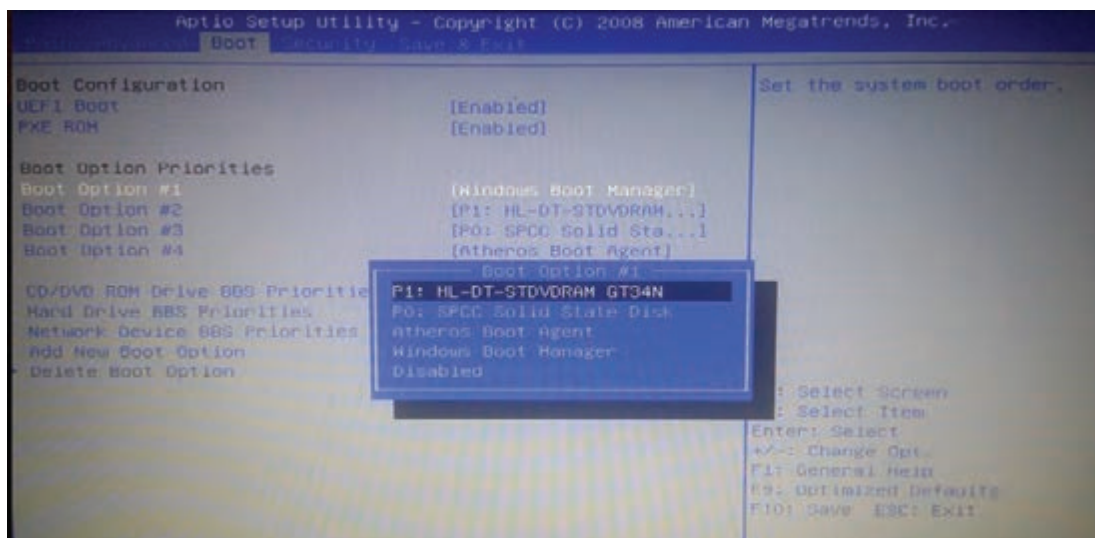 Aptio Setup Utility - Copyright (C) 2008 American Megatrends, Inc.
Boot Security Save & Exit
Boot Configuration
UEFI Boot [Enabled]
PXE ROM [Enabled]
Boot Option Priorities
Boot Option #1 [Windows Boot Manager]
Boot Option #2 [P1: HL-DT-STDVDRAM...]
Boot Option #3 [P0: SPCC Solid Sta...]
Boot Option #4 [Atheros Boot Agent]
CD/DVD ROM Drive BBS Prioritie
Hard Drive BBS Priorities
Network Device BBS Priorities
Add New Boot Option
Delete Boot Option
Boot Option #1
P1: HL-DT-STDVDRAM GT34N
P0: SPCC Solid State Disk
Atheros Boot Agent
Windows Boot Manager
Disabled
Set the system boot order.
: Select Screen
: Select Item
Enter: Select
+/-: Change Opt.
F1: General Help
F9: Optimized Defaults
F10: Save ESC: Exit